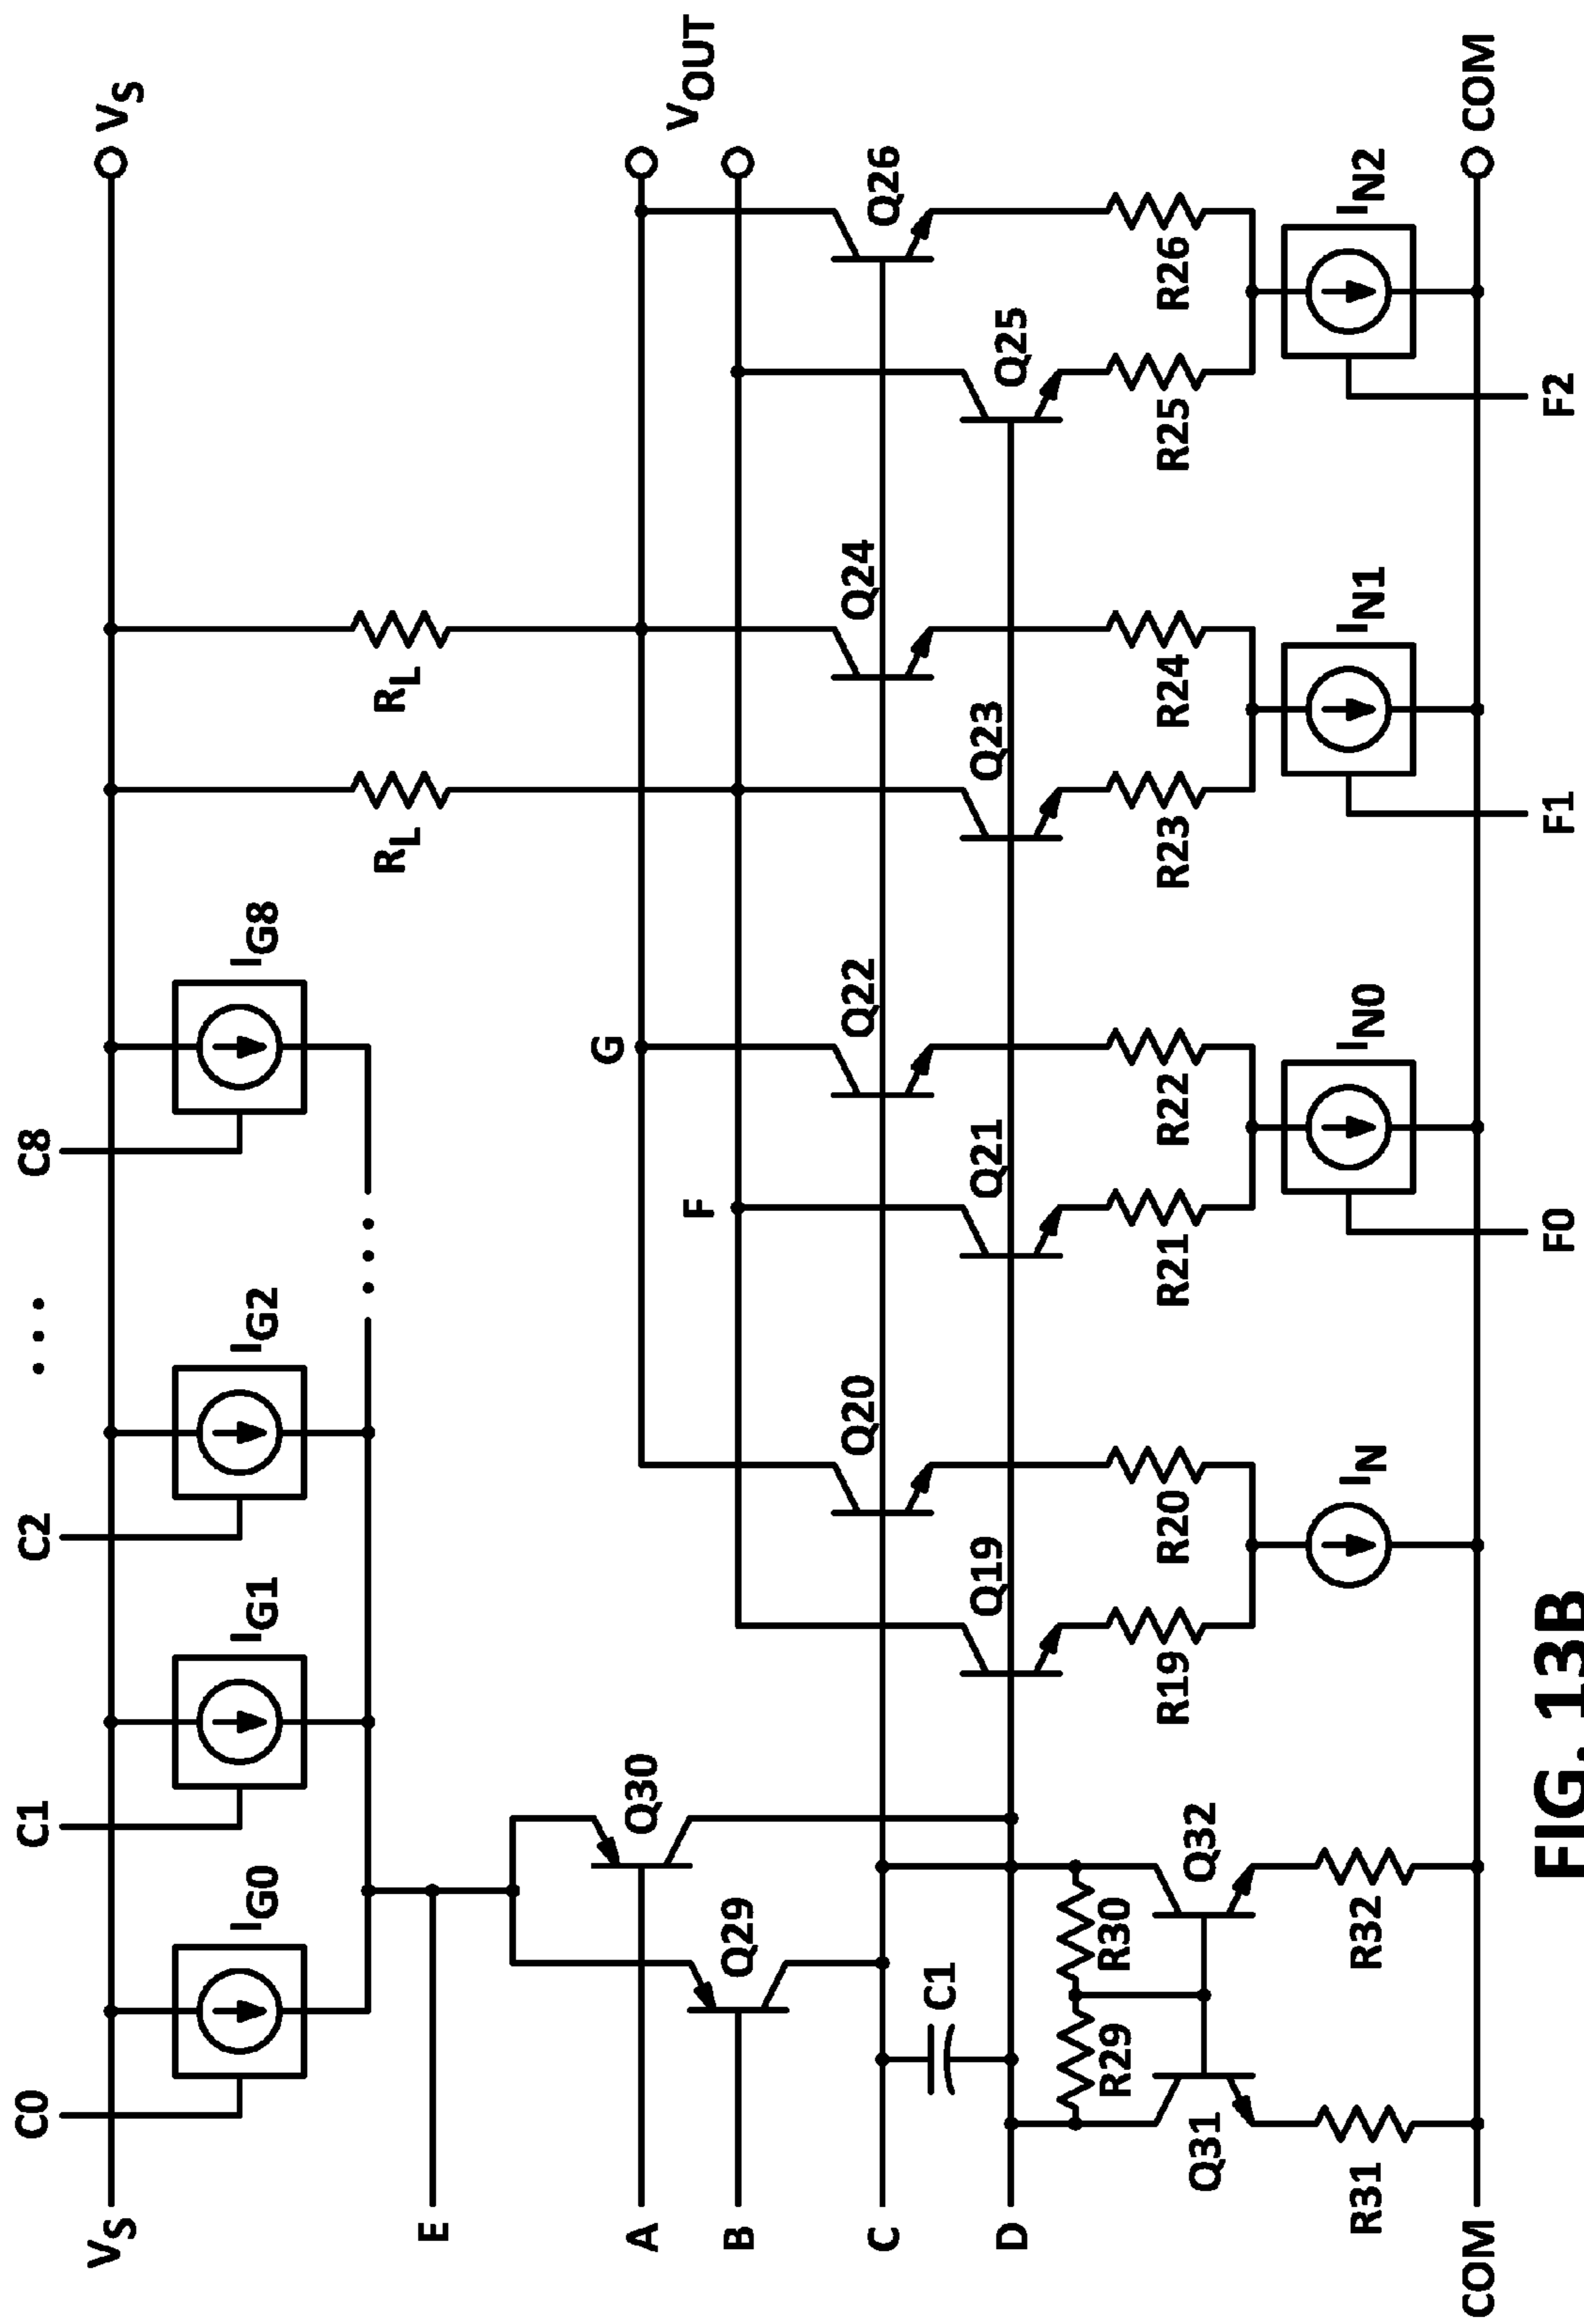 C0
C1
C2
. . .
C8
VS
VS
IG0
IG1
IG2
. . .
IG8
RL
RL
E
A
Q30
G
VOUT
B
Q29
F
C
C1
Q20
Q22
Q24
Q26
D
Q19
Q21
Q23
Q25
R29
R30
Q31
Q32
R19
R20
R21
R22
R23
R24
R25
R26
R31
R32
IN
IN0
IN1
IN2
COM
COM
F0
F1
F2
FIG. 13B